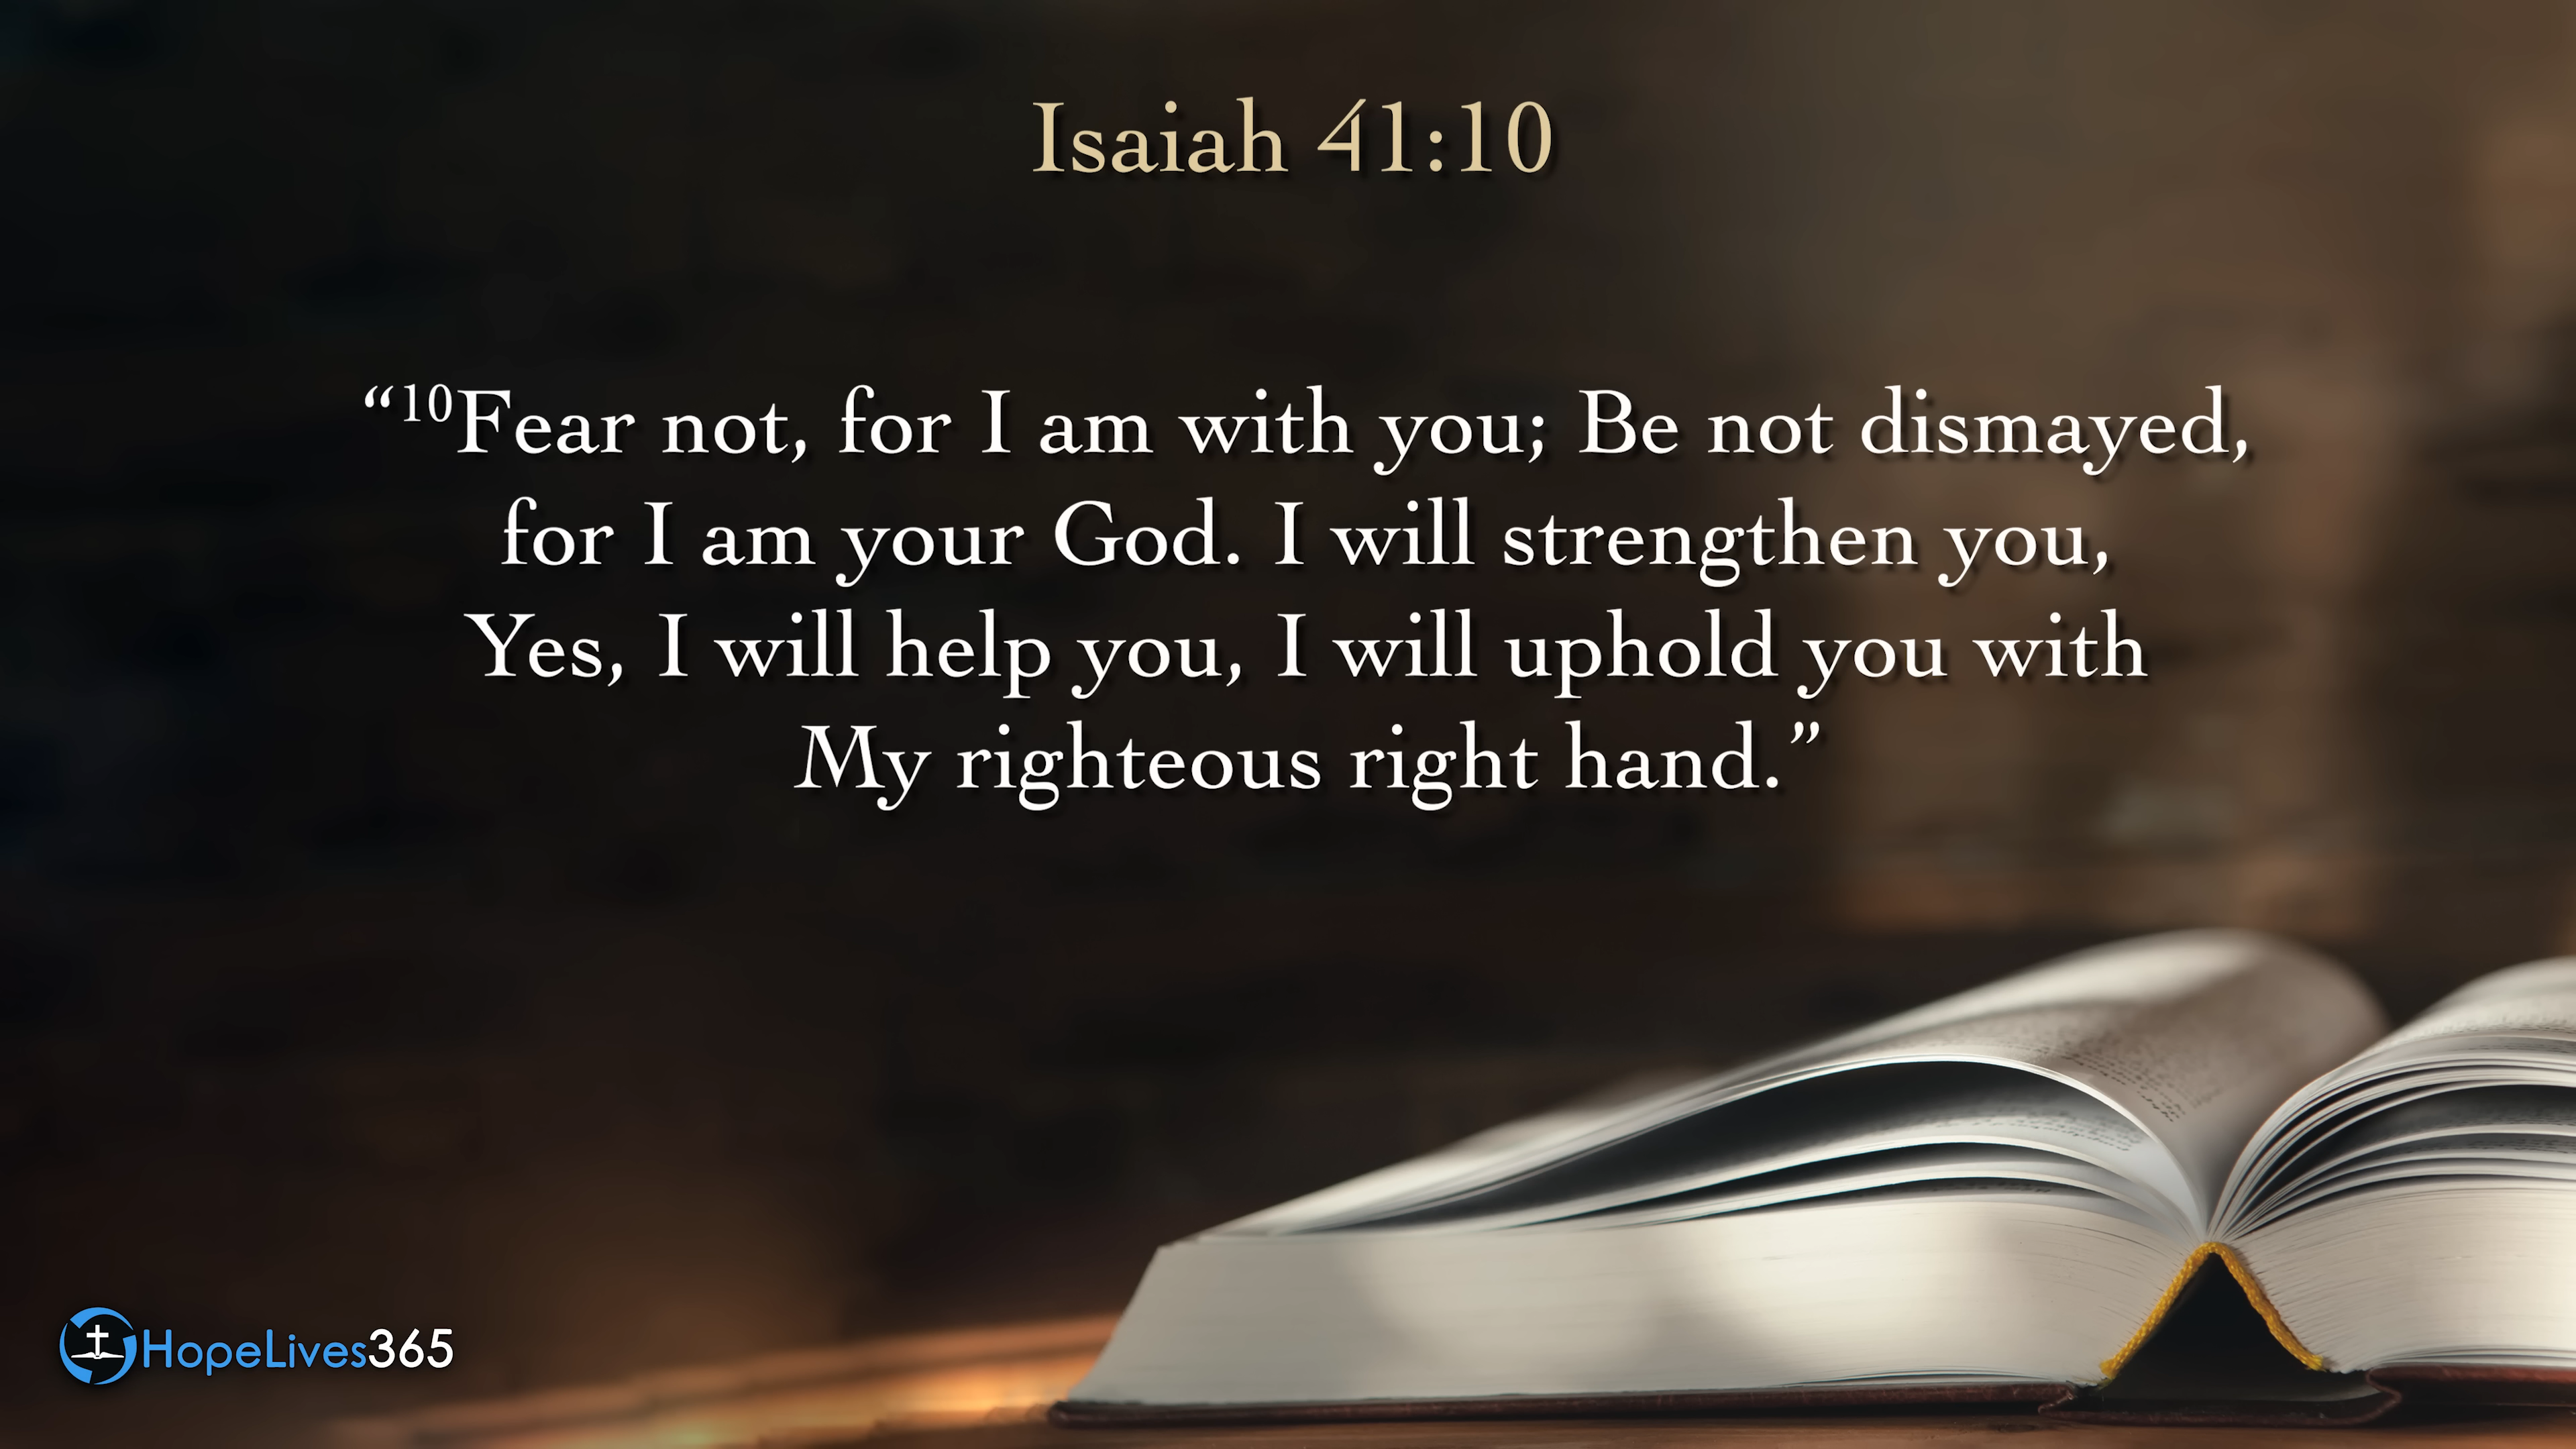 Isaiah 41:10
“¹⁰Fear not, for I am with you; Be not dismayed,
for I am your God. I will strengthen you,
Yes, I will help you, I will uphold you with
My righteous right hand.”
HopeLives365